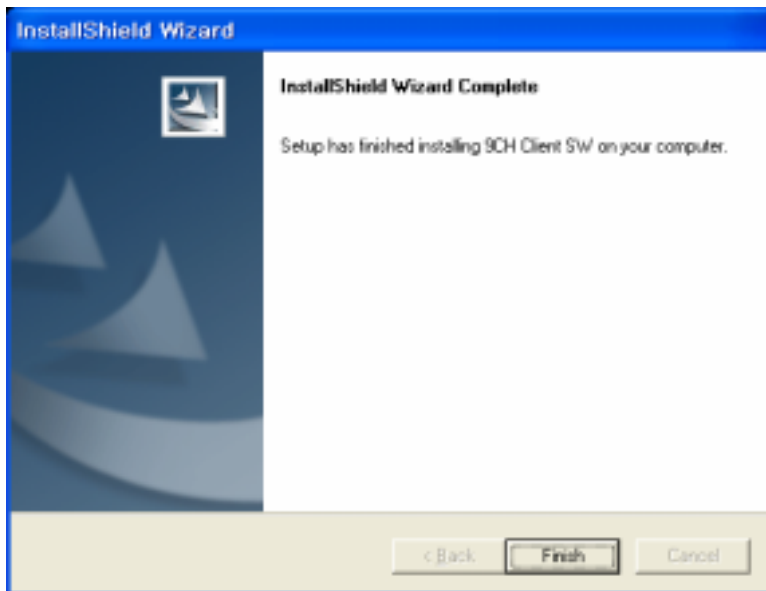 InstallShield Wizard
InstallShield Wizard Complete
Setup has finished installing 9CH Client SW on your computer.
< Back Finish Cancel